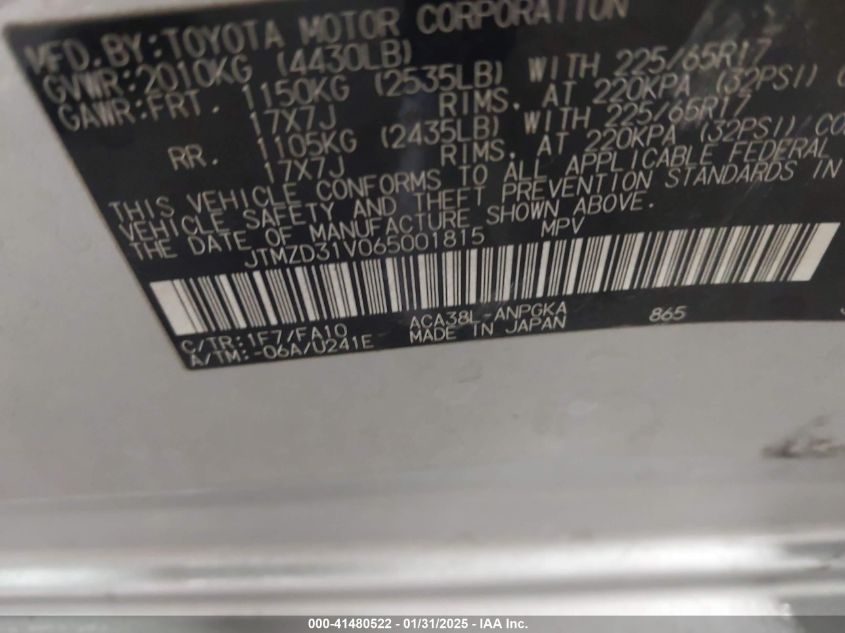 MFD.BY:TOYOTA MOTOR CORPORATION
GVWR:2010KG (4430LB)
GAWR:FRT. 1150KG (2535LB) WITH 225/65R17
17X7J RIMS, AT 220KPA (32PSI)
RR. 1105KG (2435LB) WITH 225/65R17
17X7J RIMS, AT 220KPA (32PSI)
THIS VEHICLE CONFORMS TO ALL APPLICABLE FEDERAL
VEHICLE SAFETY AND THEFT PREVENTION STANDARDS IN
THE DATE OF MANUFACTURE SHOWN ABOVE.
JTMZD31V065001815 MPV
C/TR:1F7/FA10 ACA38L-ANPGKA 865
A/TM:-06A/U241E MADE IN JAPAN
000-41480522 - 01/31/2025 - IAA Inc.